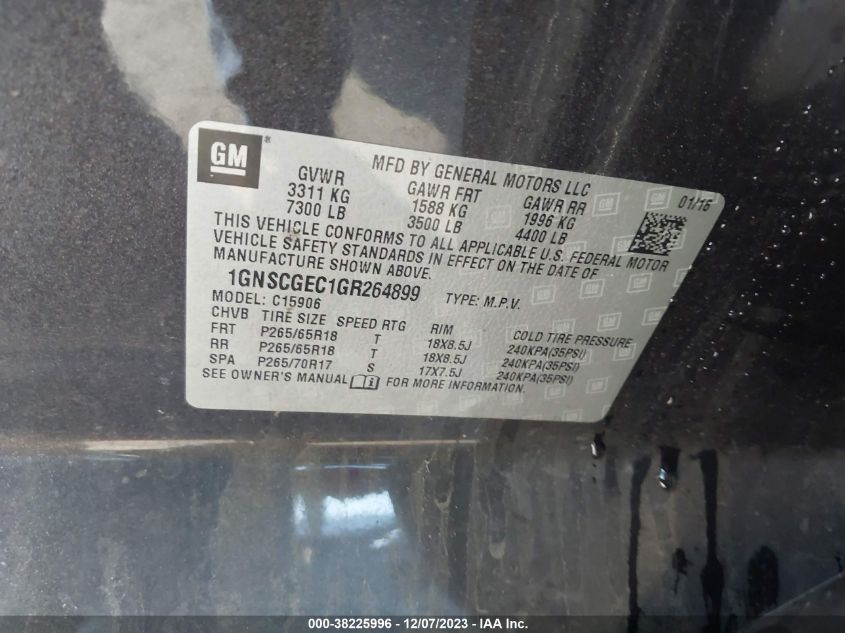 GM ®
MFD BY GENERAL MOTORS LLC
GVWR GAWR FRT GAWR RR 01/16
3311 KG 1588 KG 1996 KG
7300 LB 3500 LB 4400 LB
THIS VEHICLE CONFORMS TO ALL APPLICABLE U.S. FEDERAL MOTOR
VEHICLE SAFETY STANDARDS IN EFFECT ON THE DATE OF
MANUFACTURE SHOWN ABOVE.
1GNSCGEC1GR264899 TYPE: M.P.V.
MODEL: C15906
CHVB TIRE SIZE SPEED RTG RIM COLD TIRE PRESSURE
FRT P265/65R18 T 18X8.5J 240KPA(35PSI)
RR P265/65R18 T 18X8.5J 240KPA(35PSI)
SPA P265/70R17 S 17X7.5J 240KPA(35PSI)
SEE OWNER'S MANUAL FOR MORE INFORMATION.
000-38225996 - 12/07/2023 - IAA Inc.